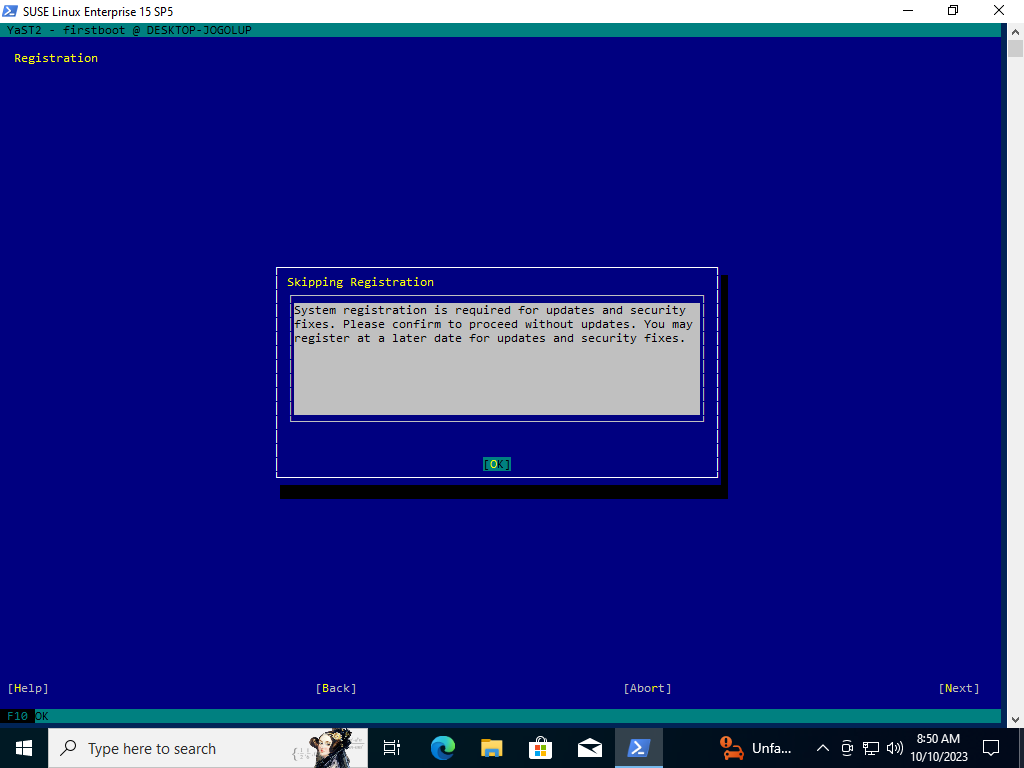 SUSE Linux Enterprise 15 SP5
YaST2 - firstboot @ DESKTOP-JOGOLUP
Registration
Skipping Registration
System registration is required for updates and security
fixes. Please confirm to proceed without updates. You may
register at a later date for updates and security fixes.
[OK]
[Help] [Back] [Abort] [Next]
F10 OK
Type here to search
Unfa...
8:50 AM
10/10/2023